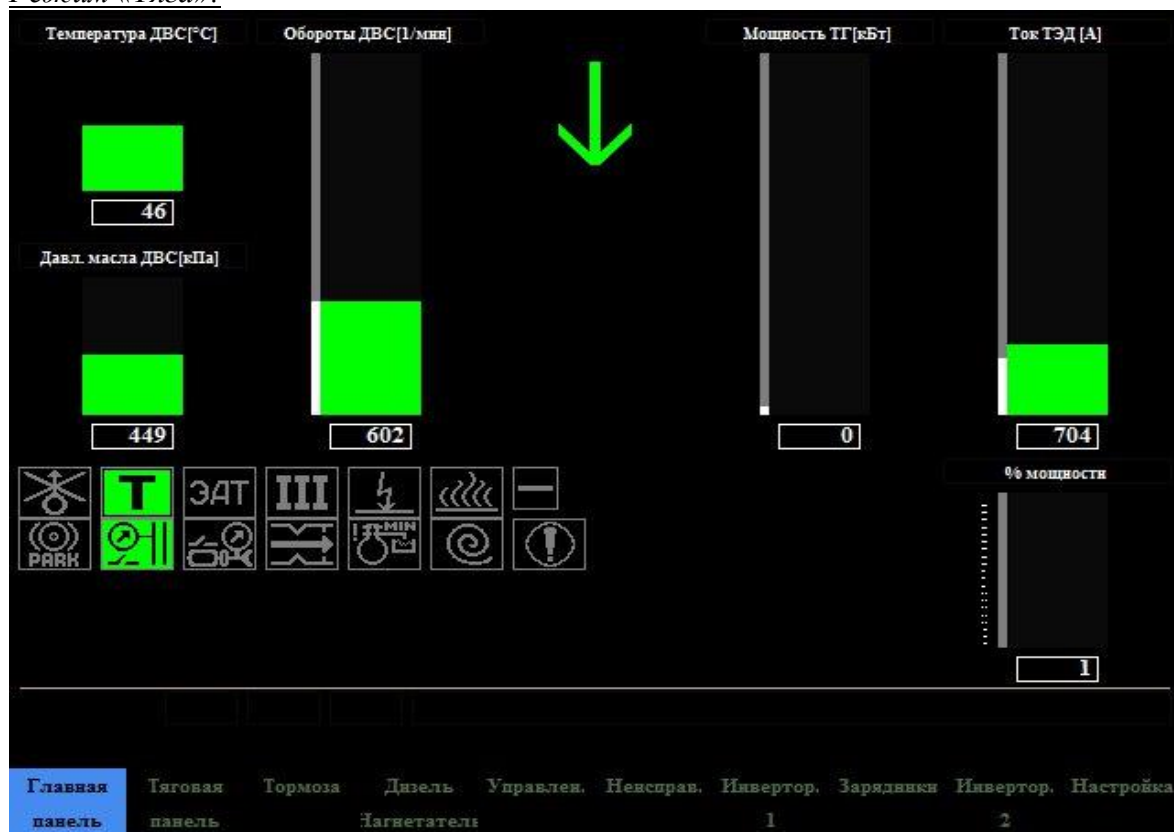 Режим «Тяга».
Температура ДВС[°C] Обороты ДВС[1/мин] Мощность ТГ[кВт] Ток ТЭД [А]
46
Давл. масла ДВС[кПа]
449 602 0 704
% мощности
Т ЭАТ III
MIN
PARK
1
Главная Тяговая Тормоза Дизель Управлен. Неисправ. Инвертор. Зарядники Инвертор. Настройка
панель панель Нагнетатель 1 2